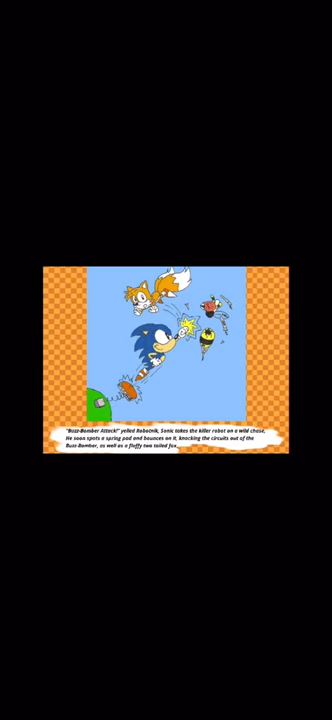 "Buzz-Bomber Attack!" yelled Robotnik, Sonic takes the killer robot on a wild chase,
He soon spots a spring pad and bounces on it, knocking the circuits out of the
Buzz-Bomber, as well as a fluffy two tailed fox.